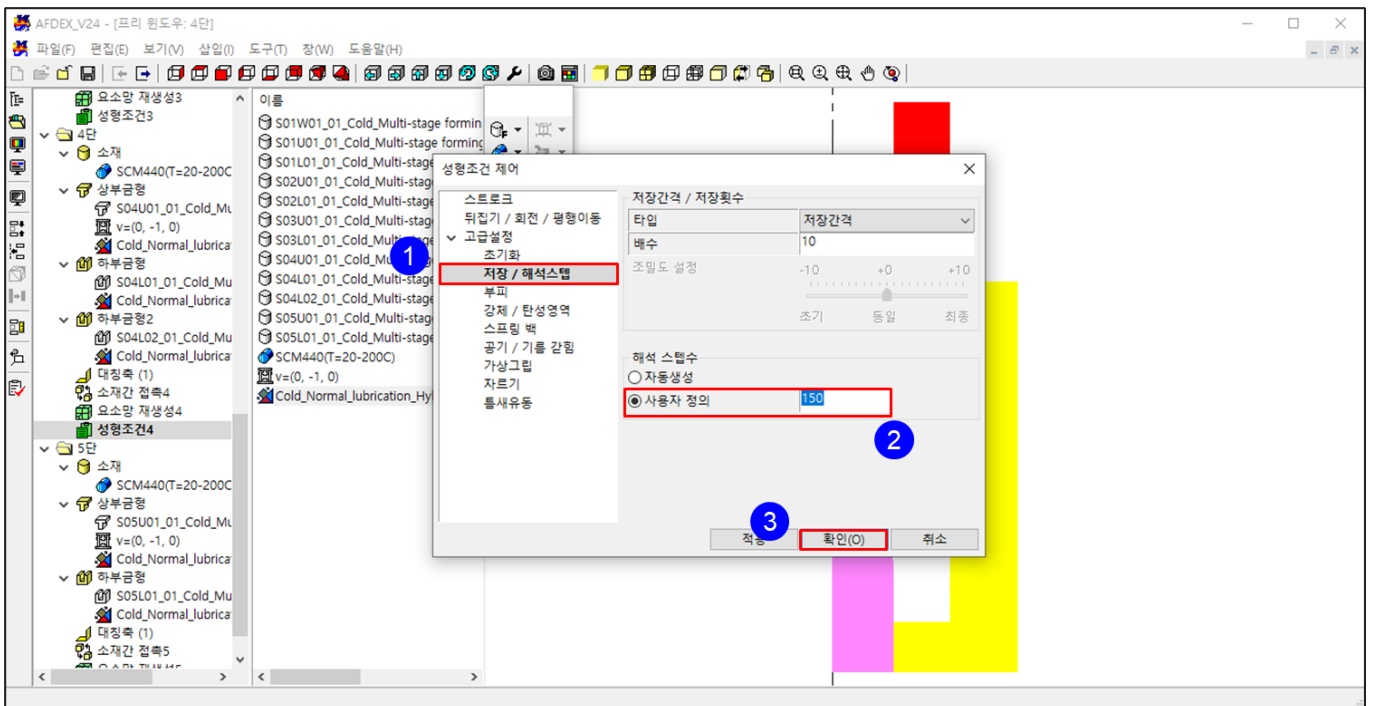 AFDEX_V24 - [프리 윈도우: 4단]
파일(F) 편집(E) 보기(V) 삽입(I) 도구(T) 창(W) 도움말(H)
요소망 재생성3
성형조건3
4단
소재
SCM440(T=20-200C
상부금형
S04U01_01_Cold_Mu
v=(0, -1, 0)
Cold_Normal_lubrica
하부금형
S04L01_01_Cold_Mu
Cold_Normal_lubrica
하부금형2
S04L02_01_Cold_Mu
Cold_Normal_lubrica
대칭축 (1)
소재간 접촉4
요소망 재생성4
성형조건4
5단
소재
SCM440(T=20-200C
상부금형
S05U01_01_Cold_Mu
v=(0, -1, 0)
Cold_Normal_lubrica
하부금형
S05L01_01_Cold_Mu
Cold_Normal_lubrica
대칭축 (1)
소재간 접촉5
이름
S01W01_01_Cold_Multi-stage formin
S01U01_01_Cold_Multi-stage forming
S01L01_01_Cold_Multi-stage
S02U01_01_Cold_Multi-stag
S02L01_01_Cold_Multi-stage
S03U01_01_Cold_Multi-stag
S03L01_01_Cold_Multi-stage
S04U01_01_Cold_Mu
S04L01_01_Cold_Multi-stage
S04L02_01_Cold_Multi-stage
S05U01_01_Cold_Multi-stag
S05L01_01_Cold_Multi-stage
SCM440(T=20-200C)
v=(0, -1, 0)
Cold_Normal_lubrication_Hy
성형조건 제어
스트로크
뒤집기 / 회전 / 평행이동
고급설정
초기화
저장 / 해석스텝
부피
강체 / 탄성영역
스프링 백
공기 / 기름 갇힘
가상그립
자르기
틈새유동
저장간격 / 저장횟수
타입 저장간격
배수 10
조밀도 설정 -10 +0 +10
초기 동일 최종
해석 스텝수
자동생성
사용자 정의 150
1
2
3
확인(O) 취소